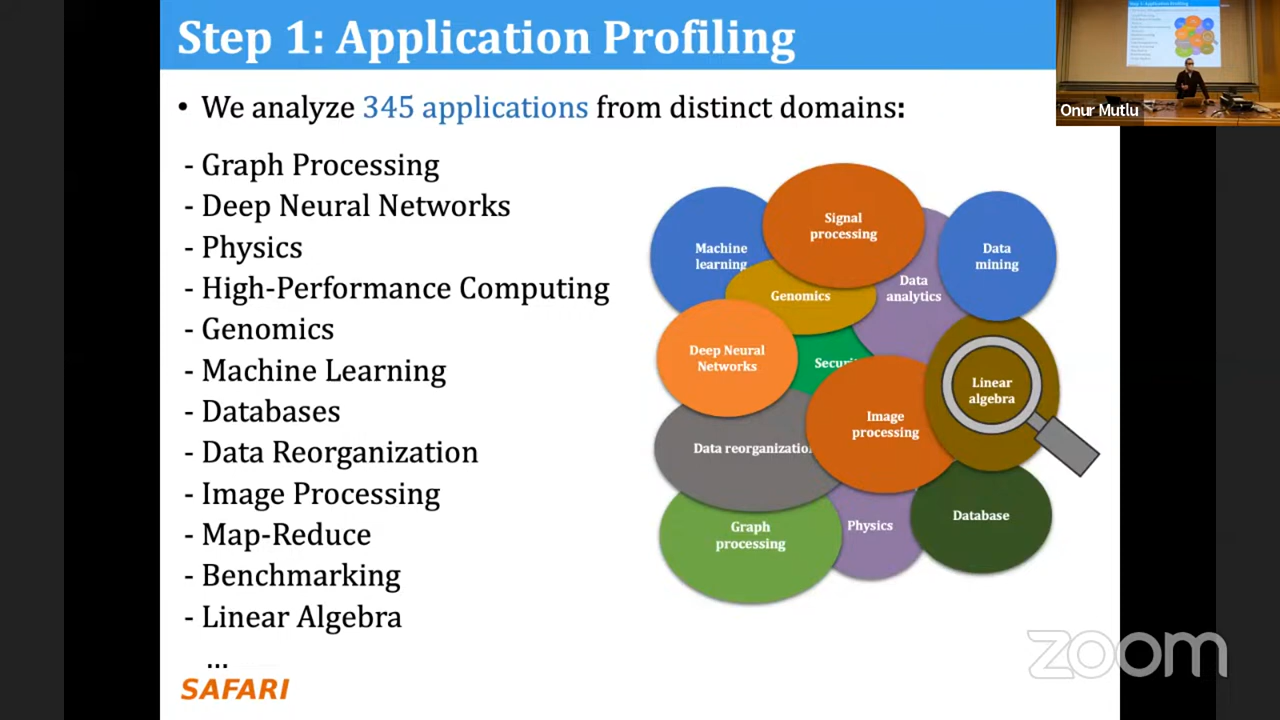 Step 1: Application Profiling
• We analyze 345 applications from distinct domains:
- Graph Processing
- Deep Neural Networks
- Physics
- High-Performance Computing
- Genomics
- Machine Learning
- Databases
- Data Reorganization
- Image Processing
- Map-Reduce
- Benchmarking
- Linear Algebra
...
SAFARI
Signal
processing
Machine
learning
Data
mining
Genomics
Data
analytics
Deep Neural
Networks
Securi
Linear
algebra
Image
processing
Data reorganizatio
Graph
processing
Physics
Database
Onur Mutlu
zoom